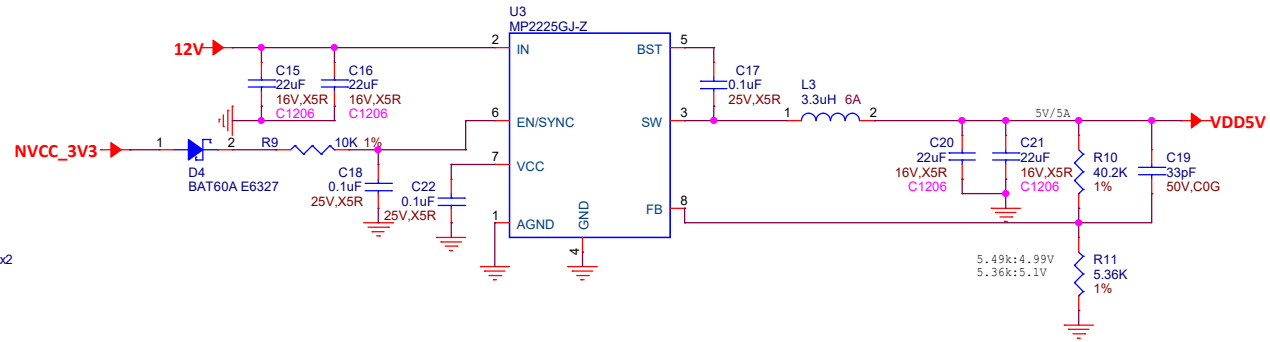 U3
MP2225GJ-Z
12V
2
IN
BST
5
C15
22uF
16V,X5R
C1206
C16
22uF
16V,X5R
C1206
C17
0.1uF
25V,X5R
L3
3.3uH 6A
6
EN/SYNC
SW
3
1
2
5V/5A
VDD5V
NVCC_3V3
1
2
D4
BAT60A E6327
R9
10K 1%
7
VCC
C18
0.1uF
25V,X5R
C22
0.1uF
25V,X5R
C20
22uF
16V,X5R
C1206
C21
22uF
16V,X5R
C1206
R10
40.2K
1%
C19
33pF
50V,C0G
1
AGND
GND
4
FB
8
x2
5.49k:4.99V
5.36k:5.1V
R11
5.36K
1%